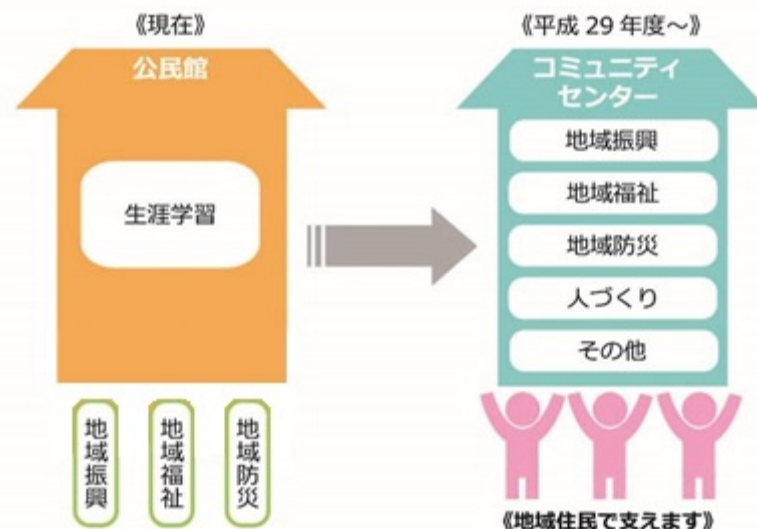 《現在》
公民館
生涯学習
地域振興
地域福祉
地域防災
《平成 29 年度～》
コミュニティ
センター
地域振興
地域福祉
地域防災
人づくり
その他
《地域住民で支えます》